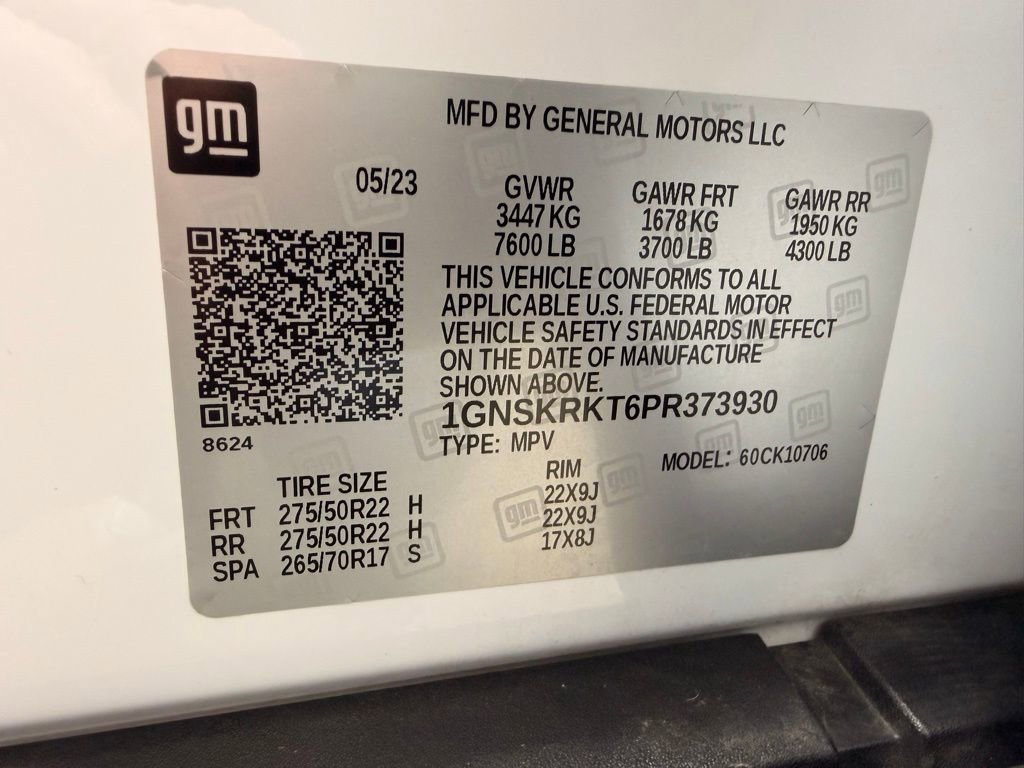 gm
MFD BY GENERAL MOTORS LLC
05/23 GVWR GAWR FRT GAWR RR
3447 KG 1678 KG 1950 KG
7600 LB 3700 LB 4300 LB
THIS VEHICLE CONFORMS TO ALL
APPLICABLE U.S. FEDERAL MOTOR
VEHICLE SAFETY STANDARDS IN EFFECT
ON THE DATE OF MANUFACTURE
SHOWN ABOVE.
1GNSKRKT6PR373930
8624
TYPE: MPV MODEL: 60CK10706
TIRE SIZE RIM
FRT 275/50R22 H 22X9J
RR 275/50R22 H 22X9J
SPA 265/70R17 S 17X8J